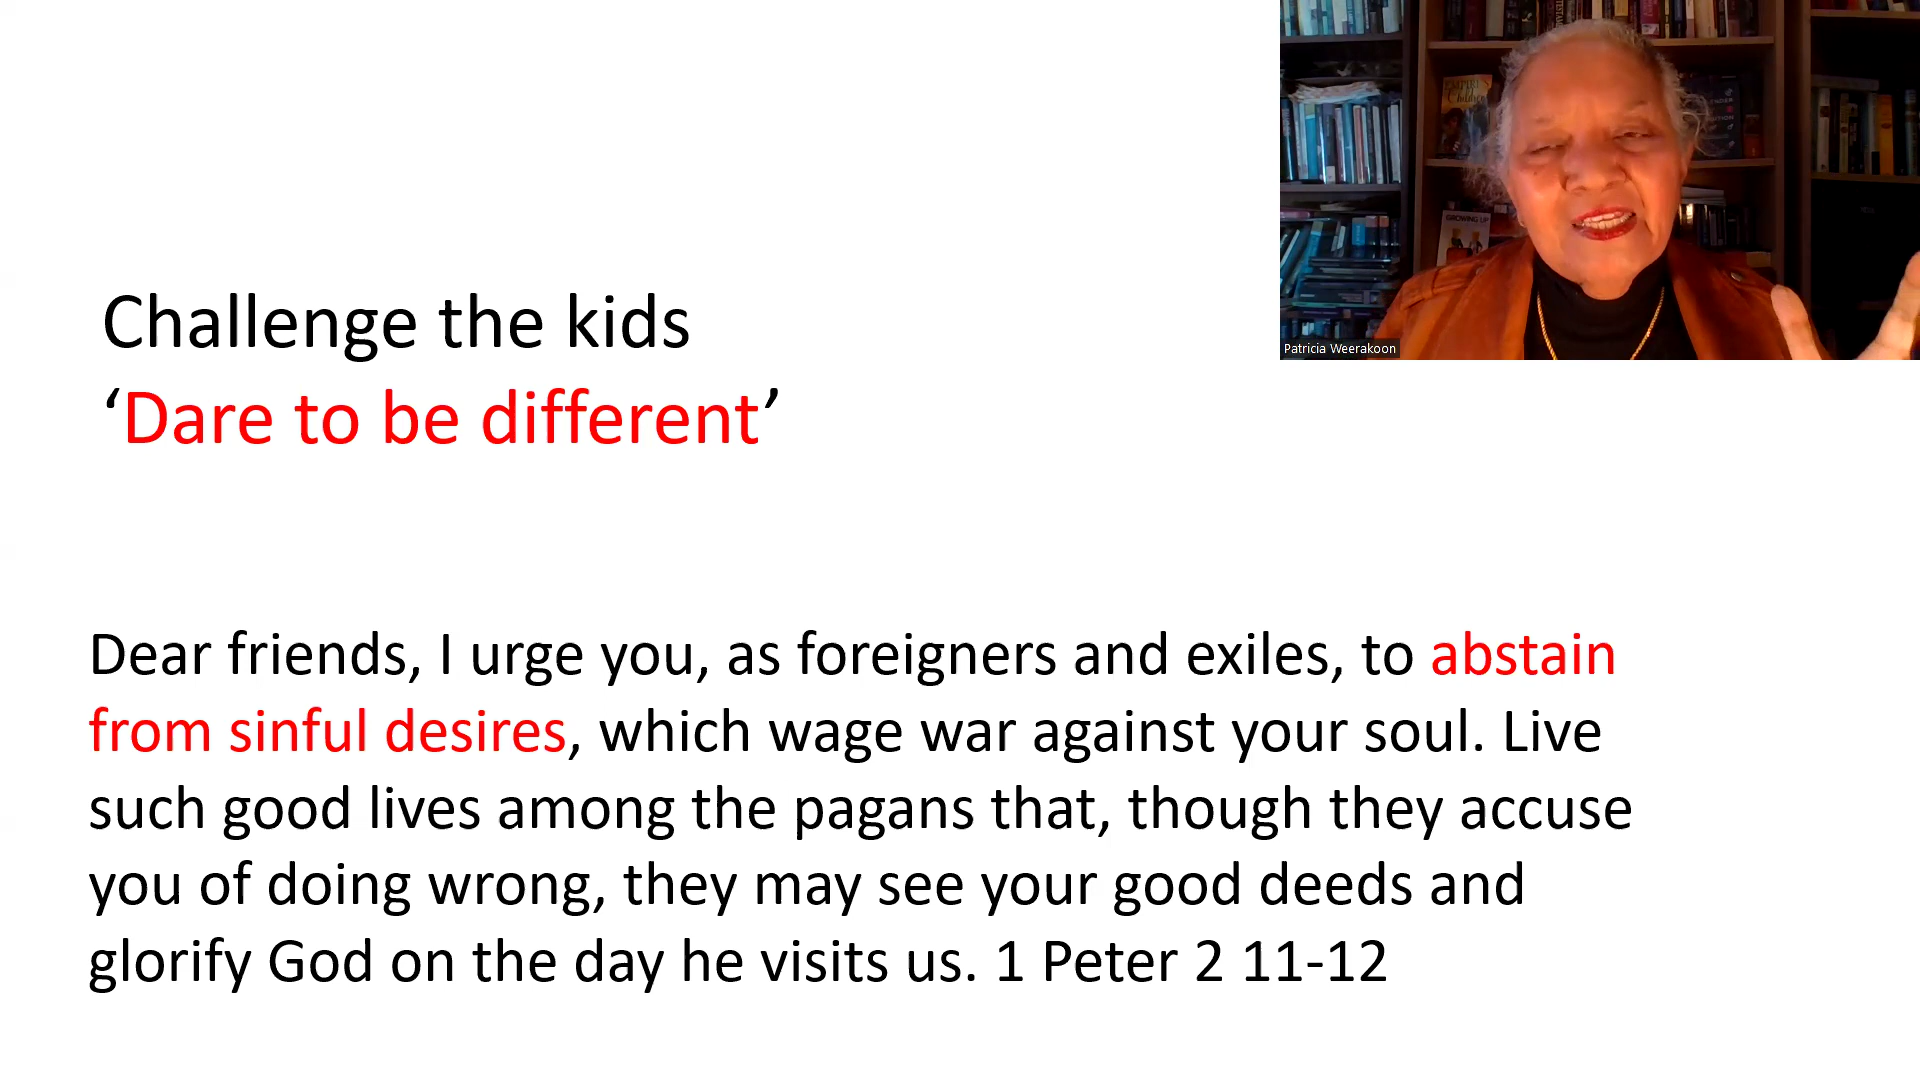 Challenge the kids
‘Dare to be different’
Dear friends, I urge you, as foreigners and exiles, to abstain
from sinful desires, which wage war against your soul. Live
such good lives among the pagans that, though they accuse
you of doing wrong, they may see your good deeds and
glorify God on the day he visits us. 1 Peter 2 11-12
Patricia Weerakoon
Children
GROWING UP